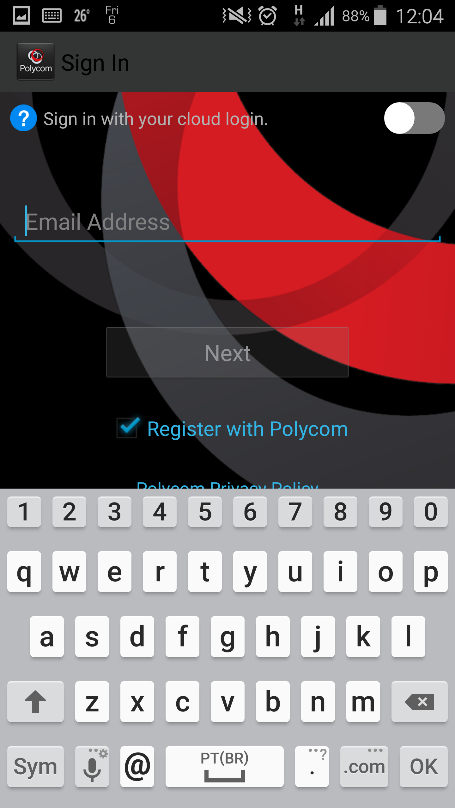 26° Fri 6 H 88% 12:04
Polycom Sign In
? Sign in with your cloud login.
Email Address
Next
Register with Polycom
Polycom Privacy Policy
1 2 3 4 5 6 7 8 9 0
q w e r t y u i o p
a s d f g h j k l
z x c v b n m
Sym @ PT(BR) . ? .com OK